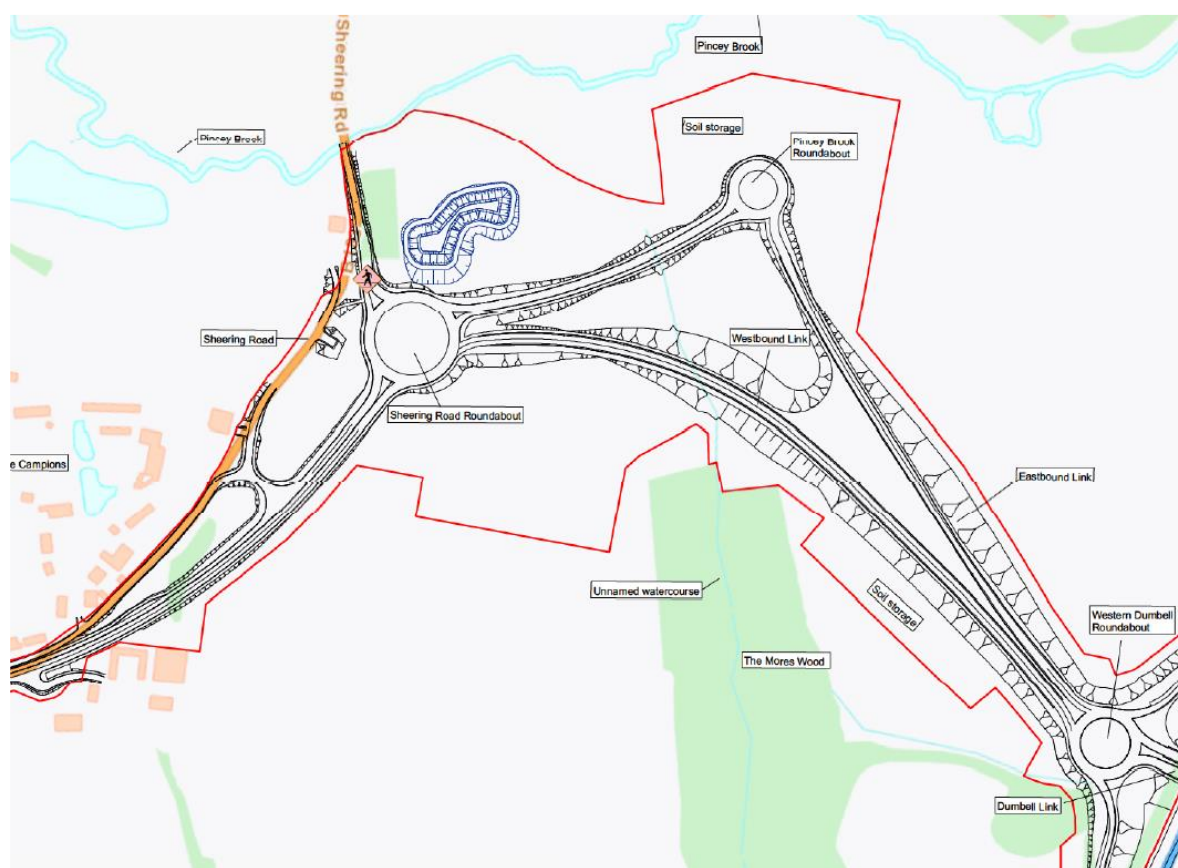 Sheering Rd
Pincey Brook
Pincey Brook
Soil storage
Pincey Brook
Roundabout
Sheering Road
Westbound Link
Sheering Road Roundabout
e Campions
Eastbound Link
Unnamed watercourse
Soil storage
Western Dumbell
Roundabout
The Mores Wood
Dumbell Link